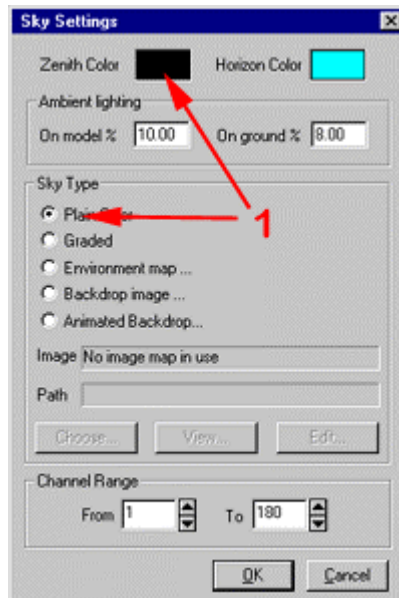 Sky Settings
Zenith Color Horizon Color
Ambient lighting
On model % 10.00 On ground % 8.00
Sky Type
Plain Color
1
Graded
Environment map ...
Backdrop image ...
Animated Backdrop...
Image No image map in use
Path
Choose... View... Edit...
Channel Range
From 1 To 180
OK Cancel